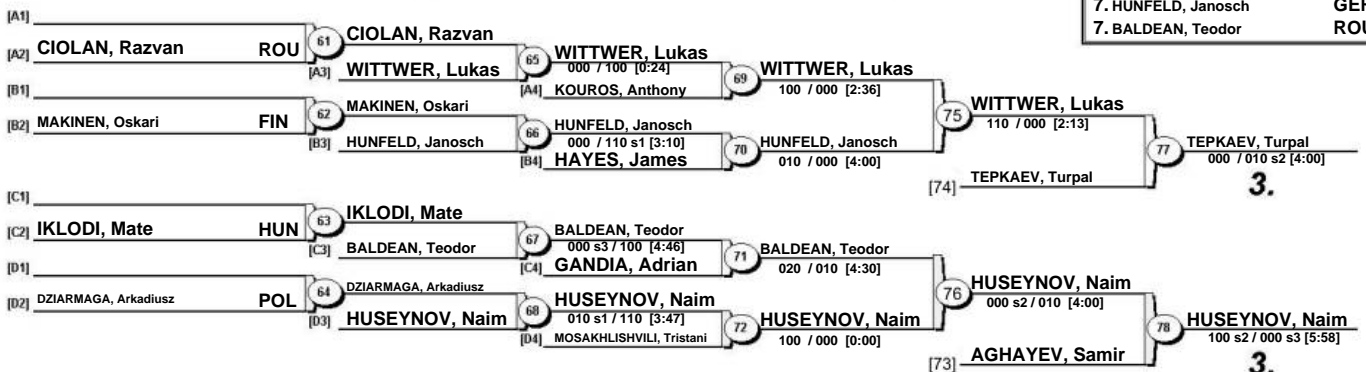 7. HUNFELD, Janosch GER
7. BALDEAN, Teodor ROU
[A1]
[A2] CIOLAN, Razvan ROU
61
CIOLAN, Razvan
[A3] WITTWER, Lukas
65
WITTWER, Lukas
000 / 100 [0:24]
[A4] KOUROS, Anthony
69
WITTWER, Lukas
100 / 000 [2:36]
[B1]
[B2] MAKINEN, Oskari FIN
62
MAKINEN, Oskari
[B3] HUNFELD, Janosch
66
HUNFELD, Janosch
000 / 110 s1 [3:10]
[B4] HAYES, James
70
HUNFELD, Janosch
010 / 000 [4:00]
75
WITTWER, Lukas
110 / 000 [2:13]
[74] TEPKAEV, Turpal
77
TEPKAEV, Turpal
000 / 010 s2 [4:00]
3.
[C1]
[C2] IKLODI, Mate HUN
63
IKLODI, Mate
[C3] BALDEAN, Teodor
67
BALDEAN, Teodor
000 s3 / 100 [4:46]
[C4] GANDIA, Adrian
71
BALDEAN, Teodor
020 / 010 [4:30]
[D1]
[D2] DZIARMAGA, Arkadiusz POL
64
DZIARMAGA, Arkadiusz
[D3] HUSEYNOV, Naim
68
HUSEYNOV, Naim
010 s1 / 110 [3:47]
[D4] MOSAKHLISHVILI, Tristani
72
HUSEYNOV, Naim
100 / 000 [0:00]
76
HUSEYNOV, Naim
000 s2 / 010 [4:00]
[73] AGHAYEV, Samir
78
HUSEYNOV, Naim
100 s2 / 000 s3 [5:58]
3.